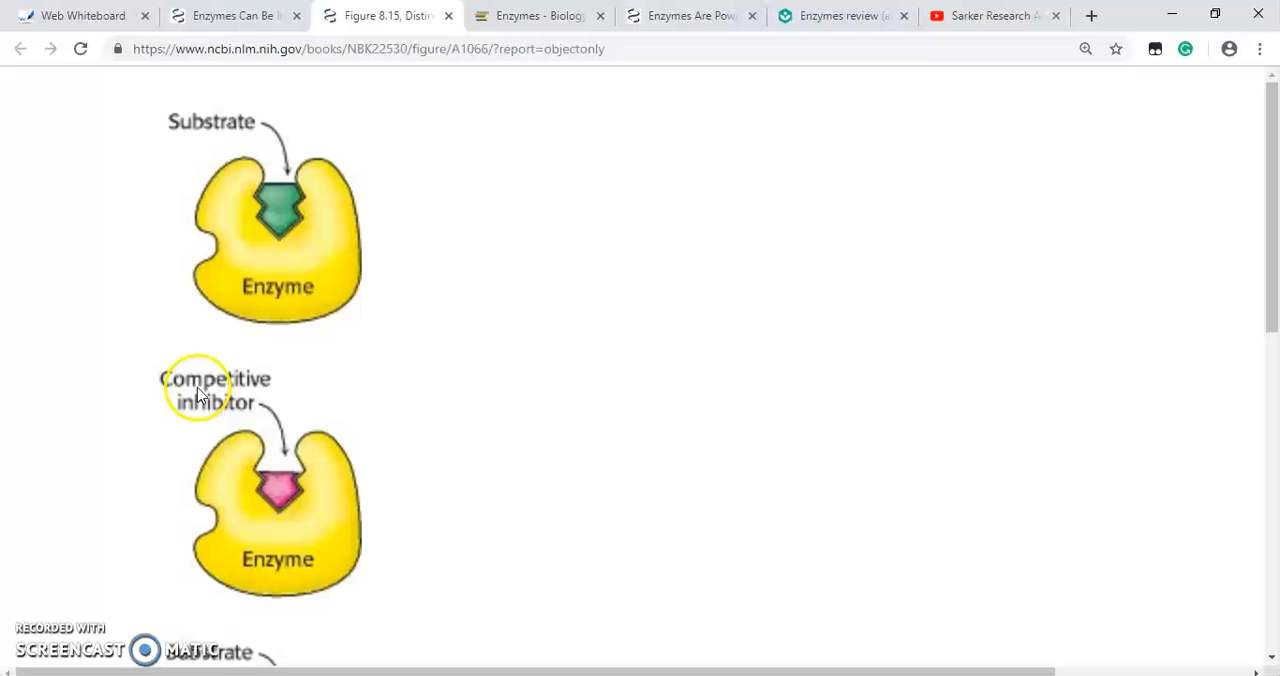 Web Whiteboard
Enzymes Can Be I
Figure 8.15, Distin
Enzymes - Biology
Enzymes Are Pow
Enzymes review (a
Sarker Research A
https://www.ncbi.nlm.nih.gov/books/NBK22530/figure/A1066/?report=objectonly
Substrate
Enzyme
Competitive
inhibitor
Enzyme
RECORDED WITH
SCREENCAST MATIC
Substrate